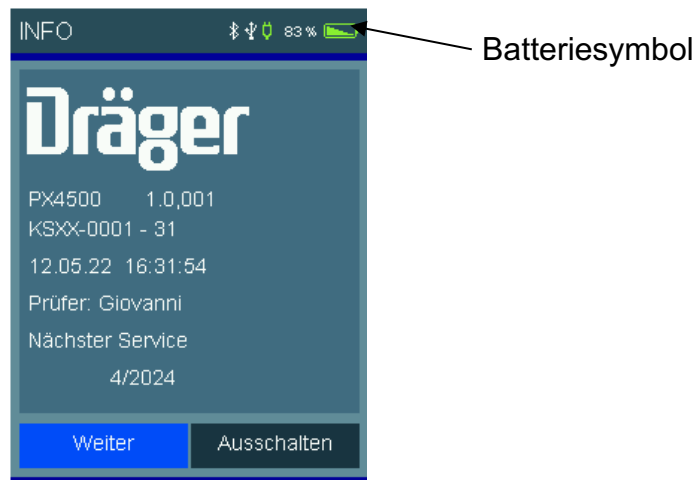 INFO 83 %
Batteriesymbol
Dräger
PX4500 1.0,001
KSXX-0001 - 31
12.05.22 16:31:54
Prüfer: Giovanni
Nächster Service
4/2024
Weiter Ausschalten